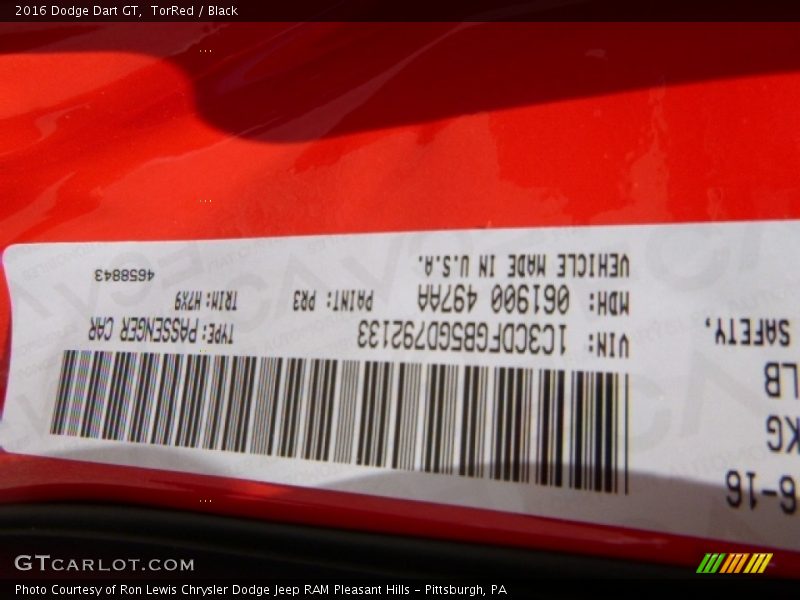 2016 Dodge Dart GT,  TorRed / Black
6-16
KG
LB
SAFETY.
VIN: 1C3CDFGB5GD792133
TYPE: PASSENGER CAR
MDH: 061900 497AA
PAINT: PR3
TRIM: H7X9
VEHICLE MADE IN U.S.A.
4658843
GTCARLOT.COM
Photo Courtesy of Ron Lewis Chrysler Dodge Jeep RAM Pleasant Hills - Pittsburgh, PA